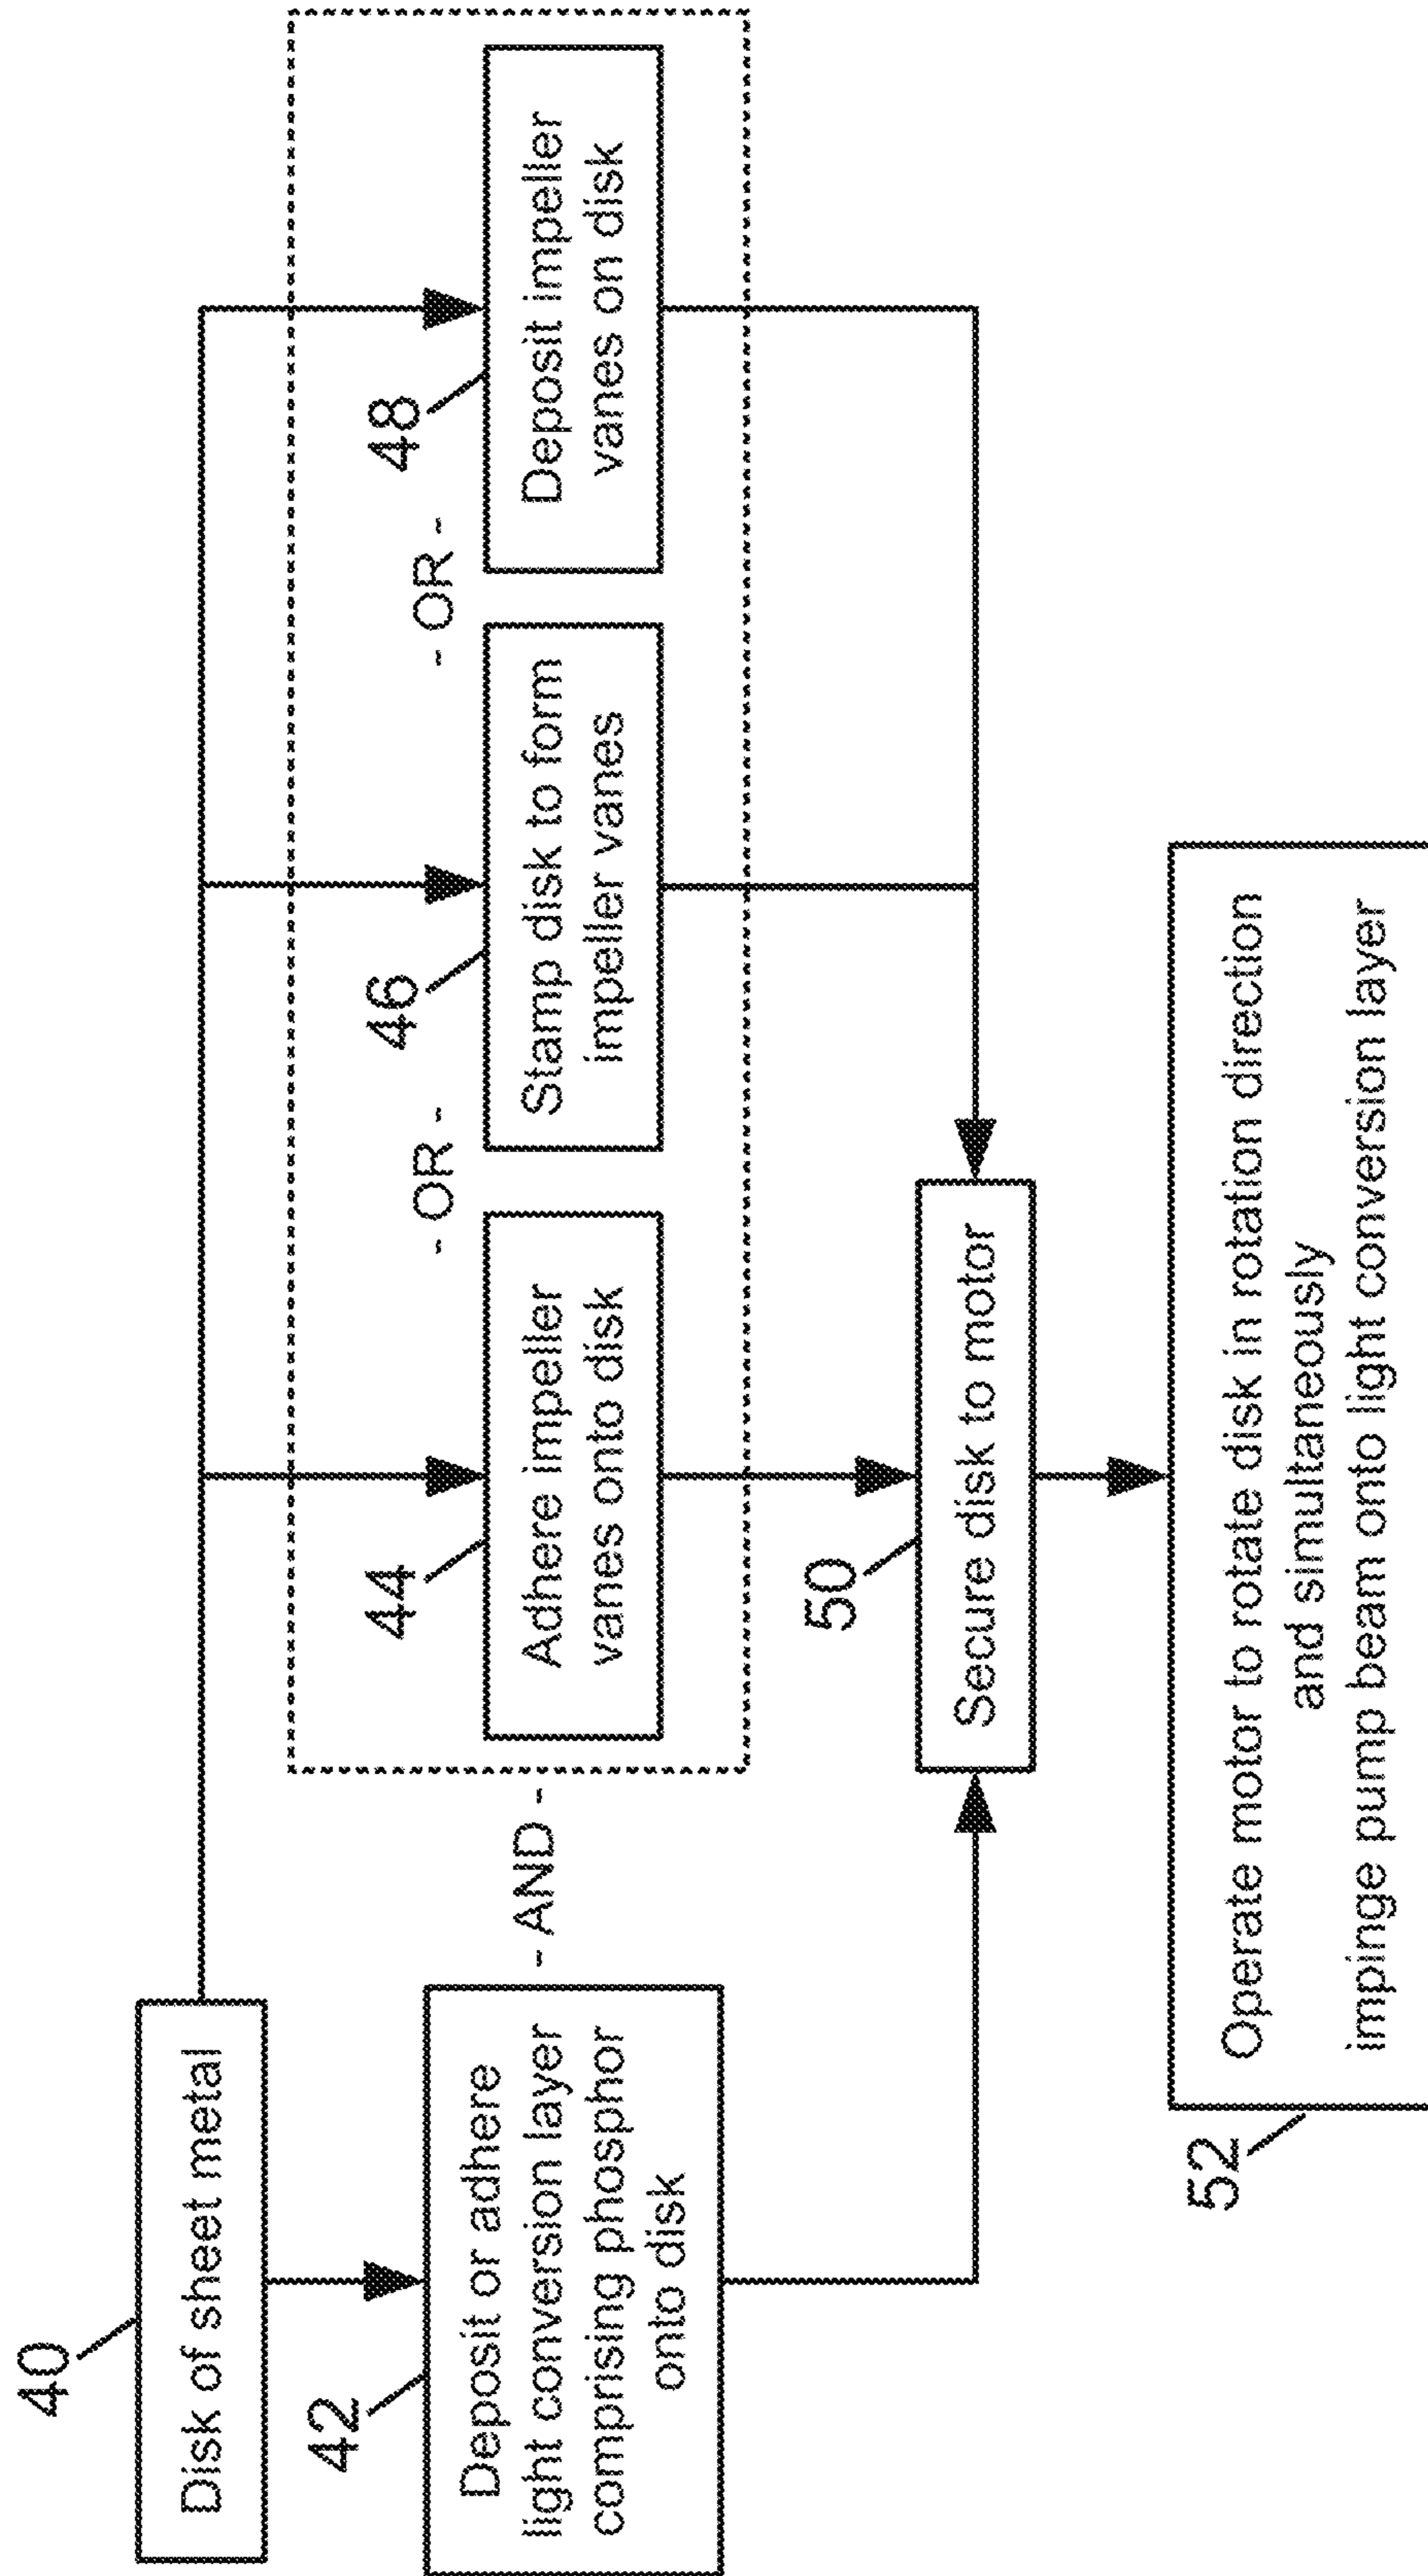 40
Disk of sheet metal
42
Deposit or adhere
light conversion layer
comprising phosphor
onto disk
- AND -
44
Adhere impeller
vanes onto disk
- OR -
46
Stamp disk to form
impeller vanes
- OR -
48
Deposit impeller
vanes on disk
50
Secure disk to motor
52
Operate motor to rotate disk in rotation direction
and simultaneously
impinge pump beam onto light conversion layer